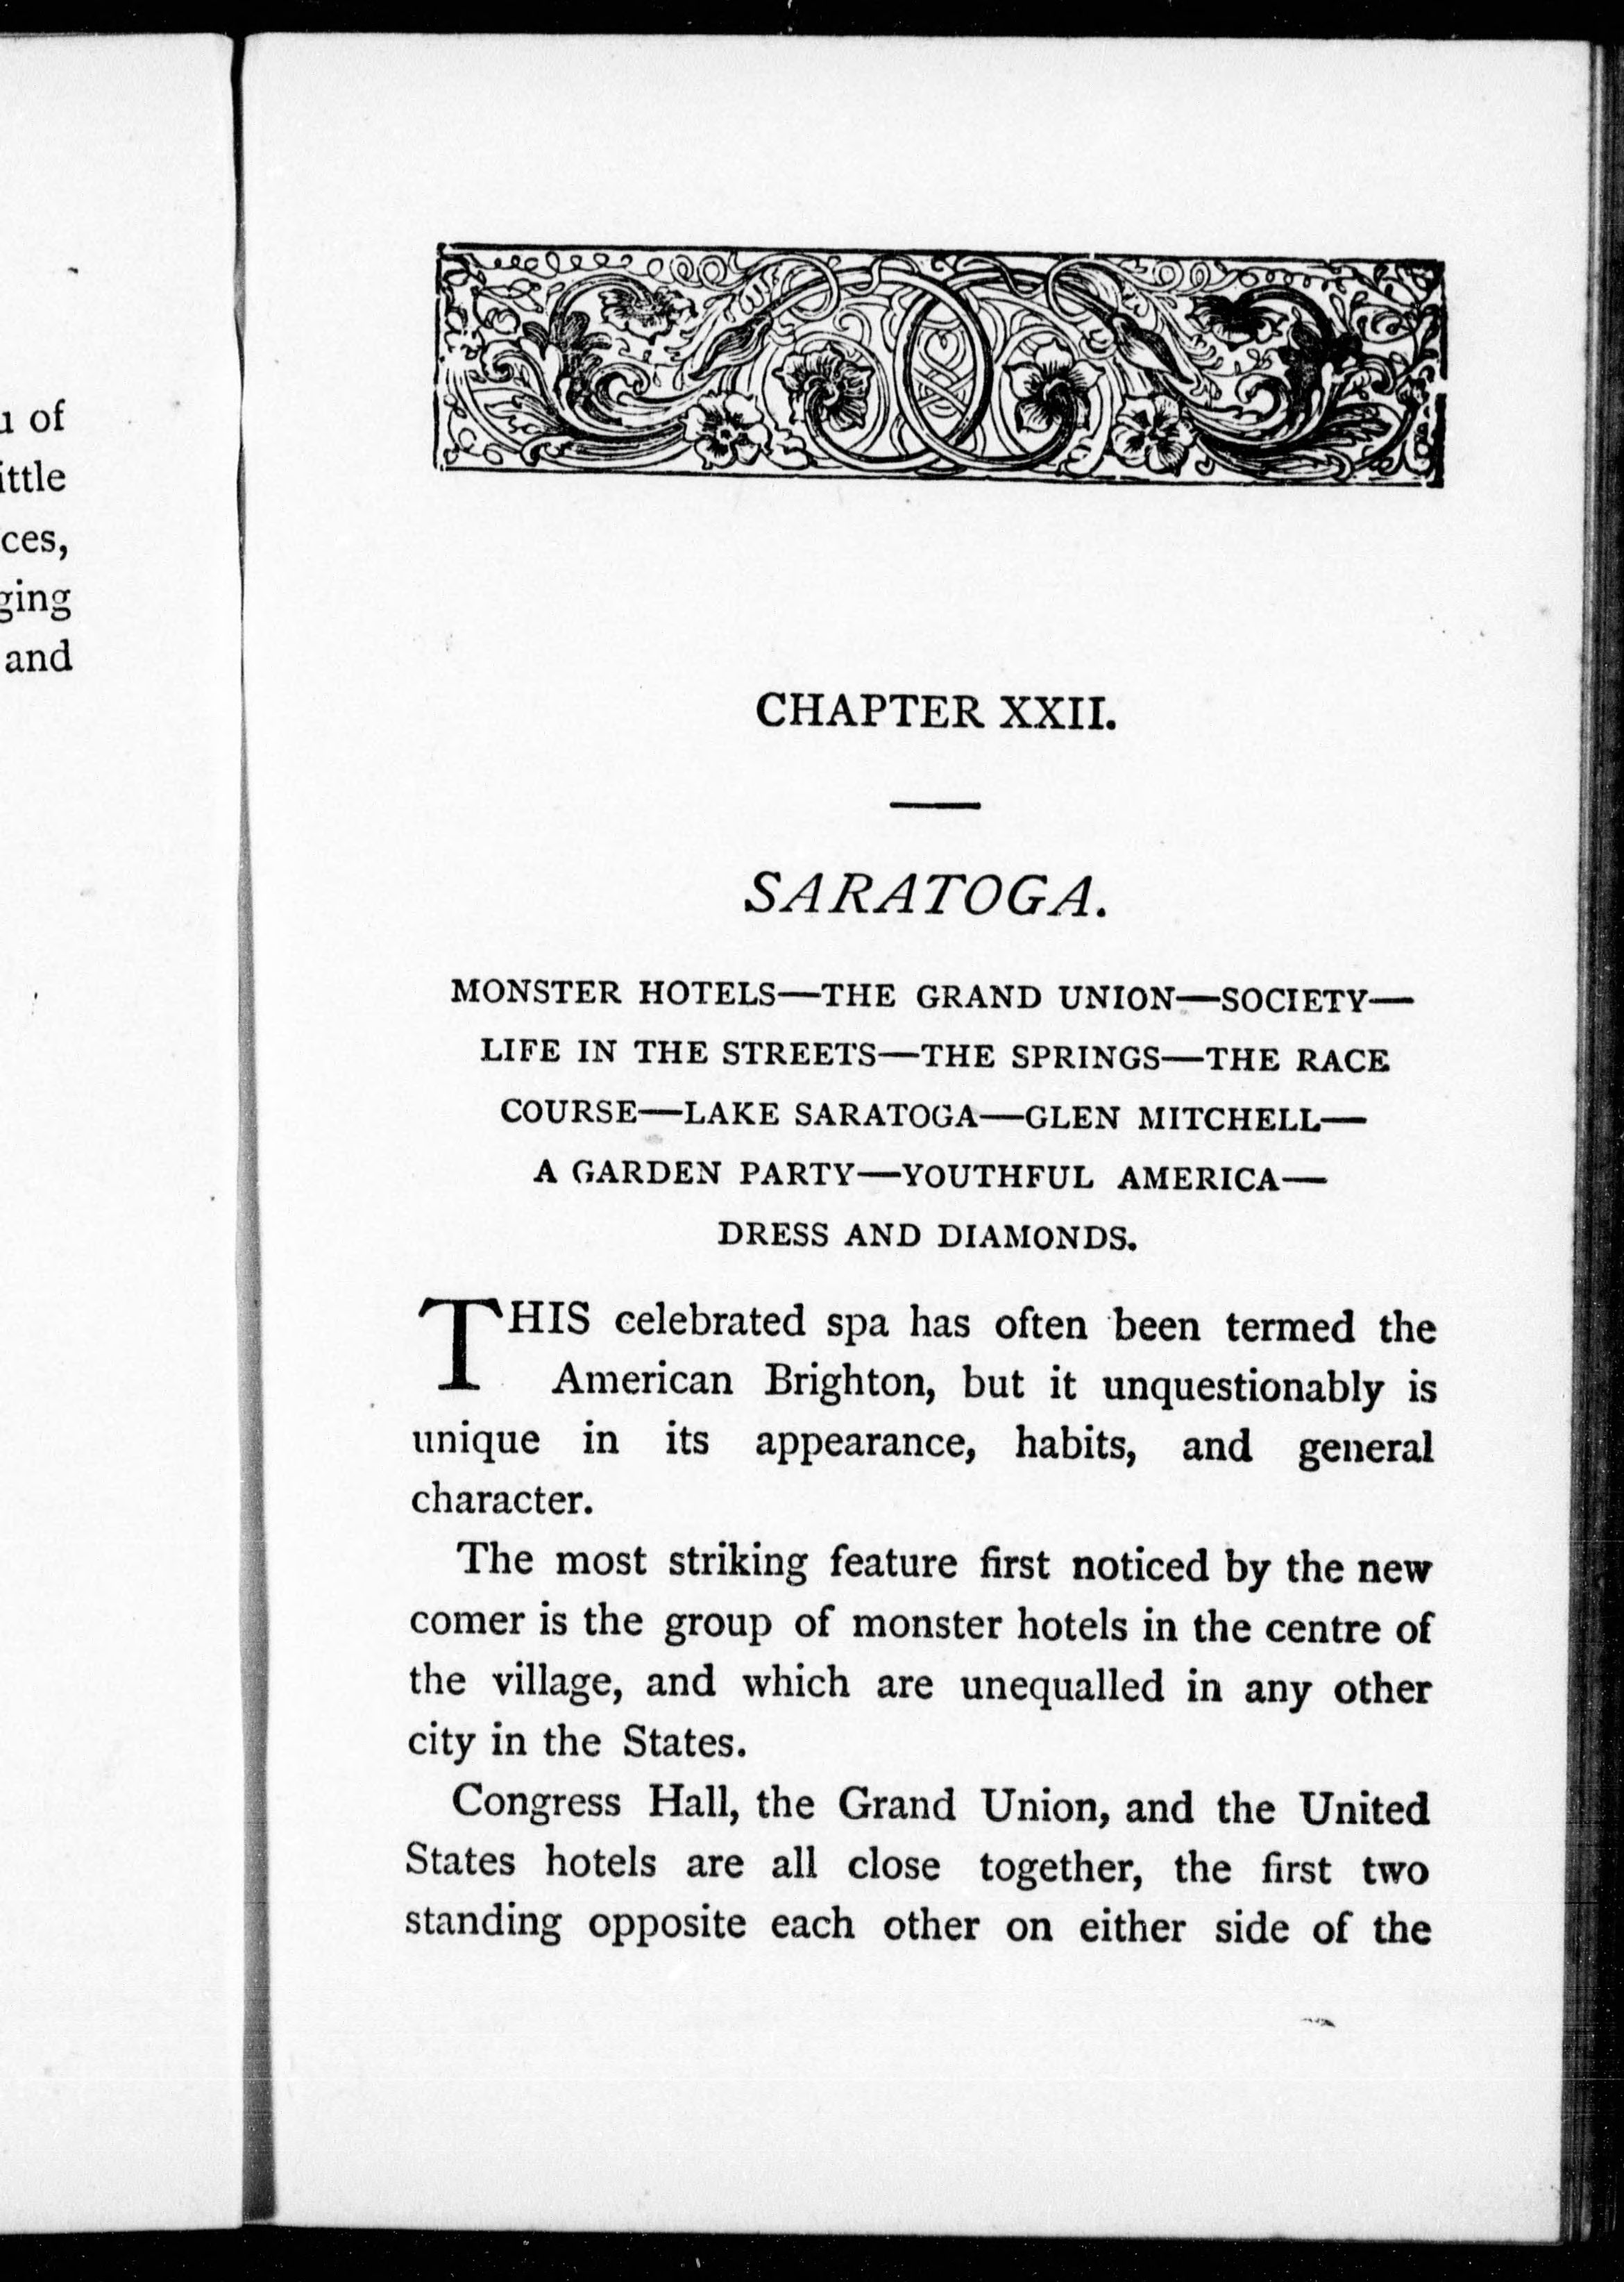 of
and
CHAPTER XXII.
SARATOGA.
MONSTER HOTELS—THE GRAND UNION—SOCIETY—
LIFE IN THE STREETS—THE SPRINGS—THE RACE
COURSE—LAKE SARATOGA—GLEN MITCHELL—
A GARDEN PARTY—YOUTHFUL AMERICA—
DRESS AND DIAMONDS.
THIS celebrated spa has often been termed the
American Brighton, but it unquestionably is
unique in its appearance, habits, and general
character.
The most striking feature first noticed by the new
comer is the group of monster hotels in the centre of
the village, and which are unequalled in any other
city in the States.
Congress Hall, the Grand Union, and the United
States hotels are all close together, the first two
standing opposite each other on either side of the